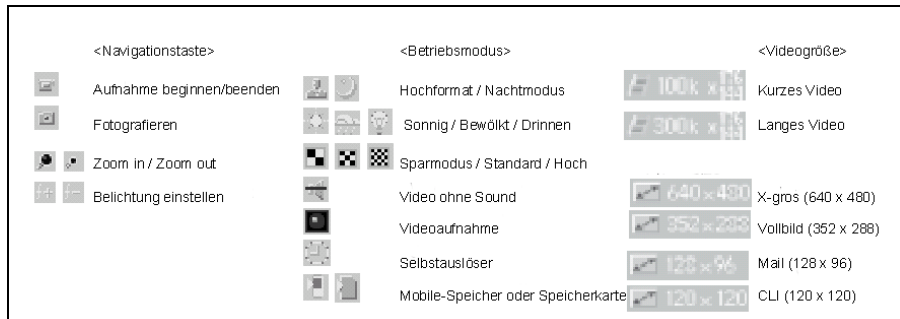 <Navigationstaste>
Aufnahme beginnen/beenden
Fotografieren
Zoom in / Zoom out
Belichtung einstellen
<Betriebsmodus>
Hochformat / Nachtmodus
Sonnig / Bewölkt / Drinnen
Sparmodus / Standard / Hoch
Video ohne Sound
Videoaufnahme
Selbstauslöser
Mobile-Speicher oder Speicherkarte
<Videogröße>
100k x Kurzes Video
300k x Langes Video
640 x 480 X-gros (640 x 480)
352 x 288 Vollbild (352 x 288)
128 x 96 Mail (128 x 96)
120 x 120 CLI (120 x 120)